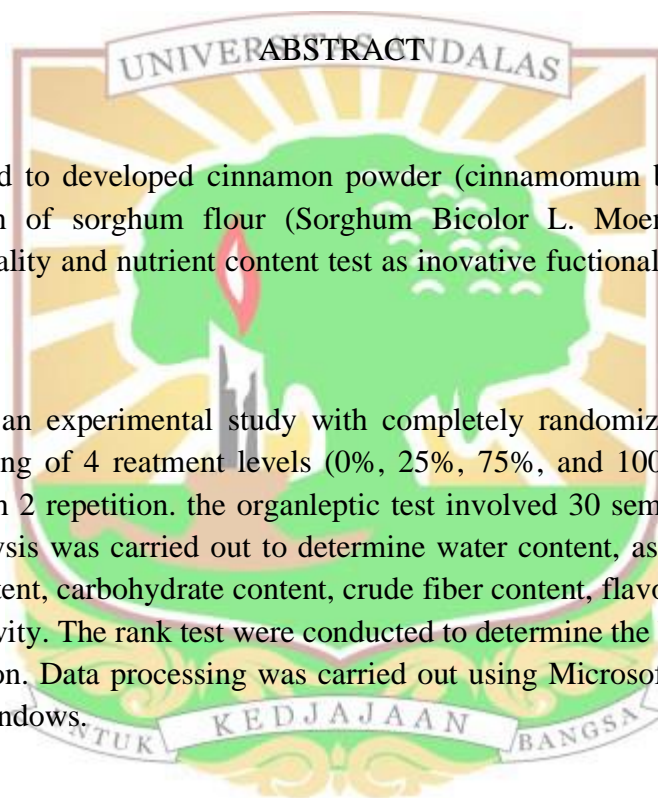 UNIVERSITAS ANDALAS
ABSTRACT
d to developed cinnamon powder (cinnamomum b
n of sorghum flour (Sorghum Bicolor L. Moer
ality and nutrient content test as inovative fuctional
an experimental study with completely randomiz
ng of 4 reatment levels (0%, 25%, 75%, and 100
n 2 repetition. the organleptic test involved 30 sem
ysis was carried out to determine water content, as
tent, carbohydrate content, crude fiber content, flavo
vity. The rank test were conducted to determine the
on. Data processing was carried out using Microsof
ndows.
UNTUK KEDJAJAAN BANGSA